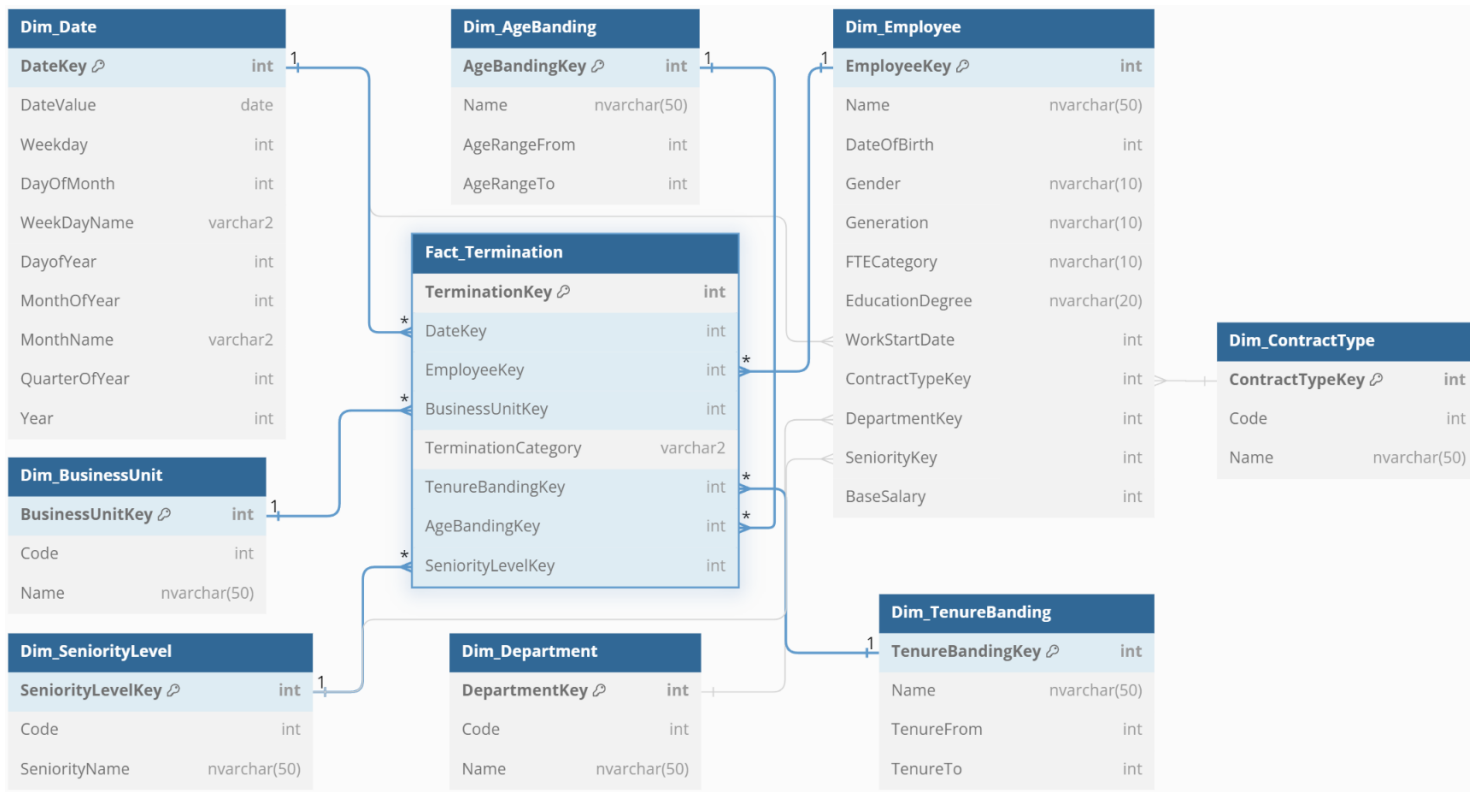 Dim_Date
DateKey int
DateValue date
Weekday int
DayOfMonth int
WeekDayName varchar2
DayofYear int
MonthOfYear int
MonthName varchar2
QuarterOfYear int
Year int
1
Dim_AgeBanding
AgeBandingKey int
Name nvarchar(50)
AgeRangeFrom int
AgeRangeTo int
1
Dim_Employee
1
EmployeeKey int
Name nvarchar(50)
DateOfBirth int
Gender nvarchar(10)
Generation nvarchar(10)
FTECategory nvarchar(10)
EducationDegree nvarchar(20)
WorkStartDate int
ContractTypeKey int
DepartmentKey int
SeniorityKey int
BaseSalary int
Fact_Termination
TerminationKey int
* DateKey int
EmployeeKey int *
* BusinessUnitKey int
TerminationCategory varchar2
TenureBandingKey int *
AgeBandingKey int *
* SeniorityLevelKey int
Dim_ContractType
ContractTypeKey int
Code int
Name nvarchar(50)
Dim_BusinessUnit
BusinessUnitKey int 1
Code int
Name nvarchar(50)
Dim_SeniorityLevel
SeniorityLevelKey int 1
Code int
SeniorityName nvarchar(50)
Dim_Department
DepartmentKey int
Code int
Name nvarchar(50)
Dim_TenureBanding
1 TenureBandingKey int
Name nvarchar(50)
TenureFrom int
TenureTo int